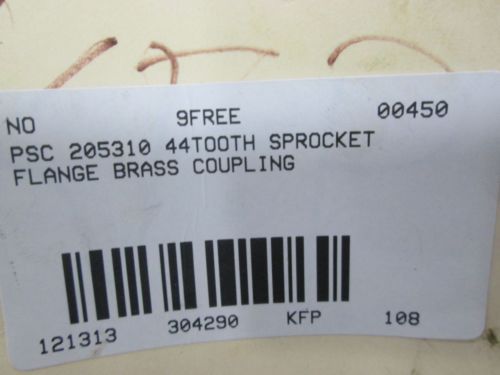 NO 9FREE 00450
PSC 205310 44TOOTH SPROCKET
FLANGE BRASS COUPLING
121313 304290 KFP 108